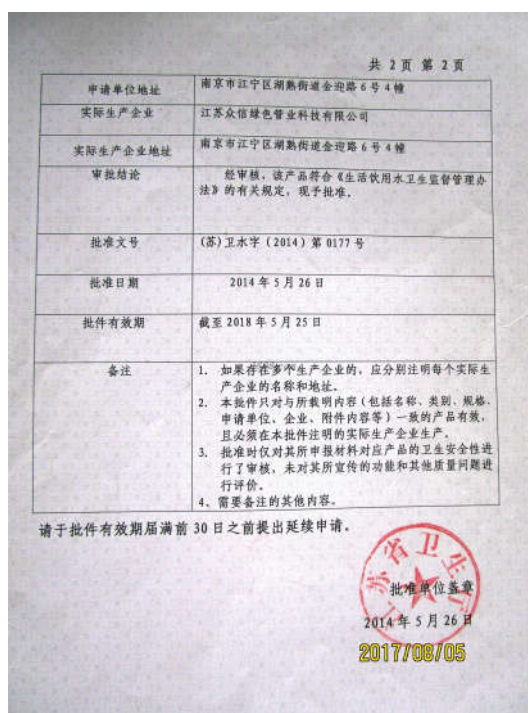 共 2 页 第 2 页
申请单位地址
南京市江宁区湖熟街道金迎路 6 号 4 幢
实际生产企业
江苏众信绿色管业科技有限公司
实际生产企业地址
南京市江宁区湖熟街道金迎路 6 号 4 幢
审批结论
经审核，该产品符合《生活饮用水卫生监督管理办
法》的有关规定，现予批准。
批准文号
(苏)卫水字（2014）第 0177 号
批准日期
2014 年 5 月 26 日
批件有效期
截至 2018 年 5 月 25 日
备注
1. 如果存在多个生产企业的，应分别注明每个实际生
产企业的名称和地址。
2. 本批件只对与所载明内容（包括名称、类别、规格、
申请单位、企业、附件内容等）一致的产品有效，
且必须在本批件注明的实际生产企业生产。
3. 批准时仅对其所申报材料对应产品的卫生安全性进
行了审核，未对其所宣传的功能和其他质量问题进
行评价。
4、需要备注的其他内容。
请于批件有效期届满前 30 日之前提出延续申请。
江苏省卫生厅
批准单位盖章
2014 年 5 月 26 日
2017/08/05